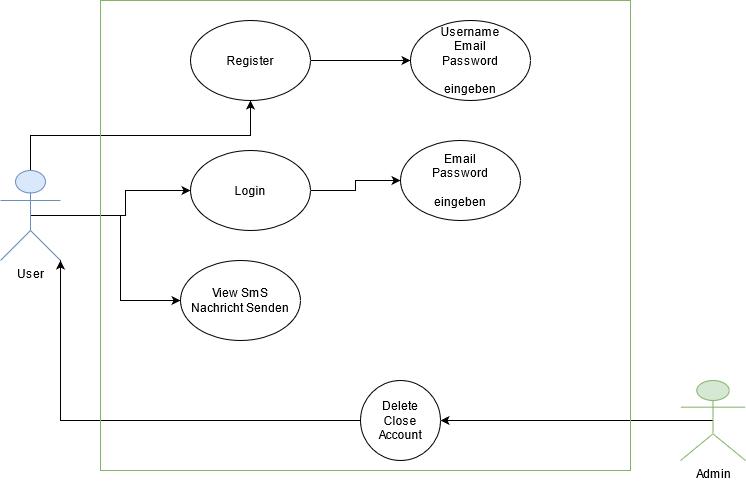 Register
Username
Email
Password
eingeben
Login
Email
Password
eingeben
User
View SmS
Nachricht Senden
Delete
Close
Account
Admin